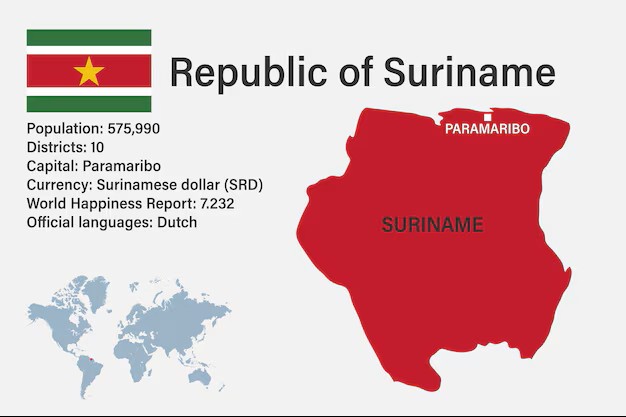 Republic of Suriname
Population: 575,990
Districts: 10
Capital: Paramaribo
Currency: Surinamese dollar (SRD)
World Happiness Report: 7.232
Official languages: Dutch
PARAMARIBO
SURINAME